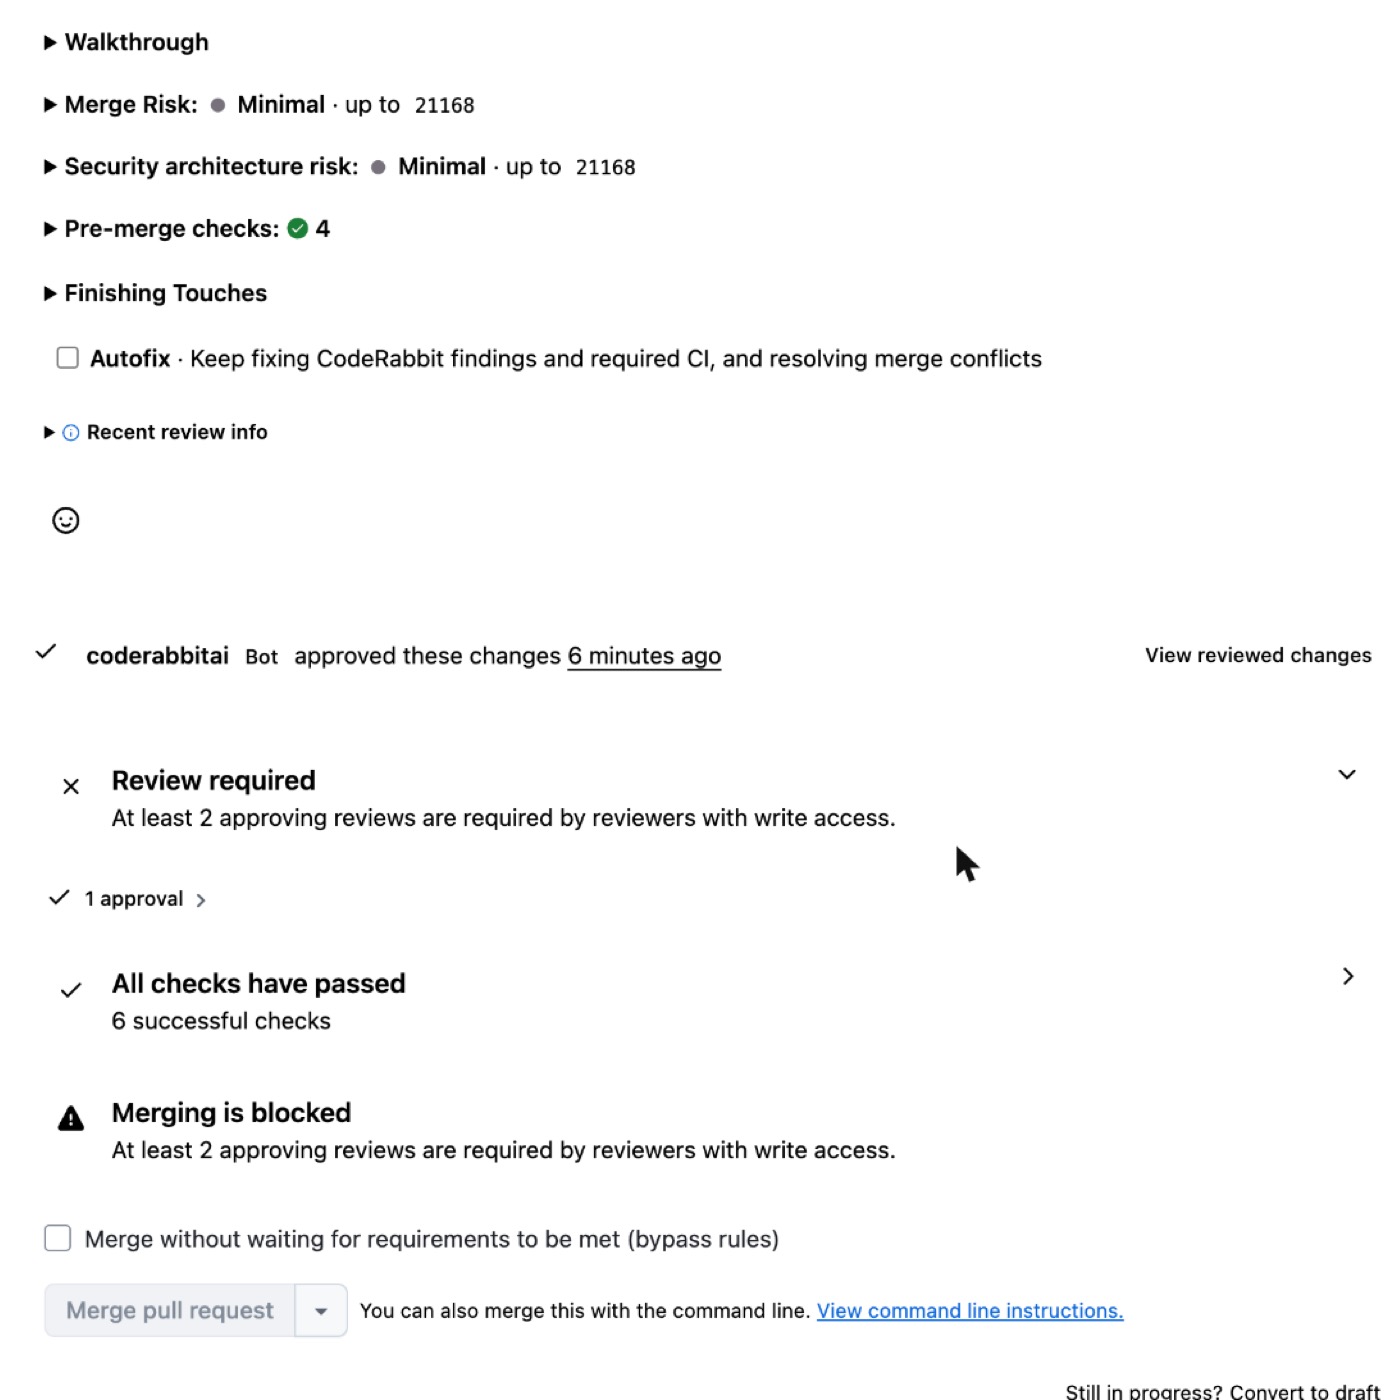 Walkthrough
Merge Risk: Minimal · up to 21168
Security architecture risk: Minimal · up to 21168
Pre-merge checks: 4
Finishing Touches
Autofix · Keep fixing CodeRabbit findings and required CI, and resolving merge conflicts
Recent review info
coderabbitai Bot approved these changes 6 minutes ago View reviewed changes
Review required
At least 2 approving reviews are required by reviewers with write access.
1 approval
All checks have passed
6 successful checks
Merging is blocked
At least 2 approving reviews are required by reviewers with write access.
Merge without waiting for requirements to be met (bypass rules)
Merge pull request You can also merge this with the command line. View command line instructions.
Still in progress? Convert to draft